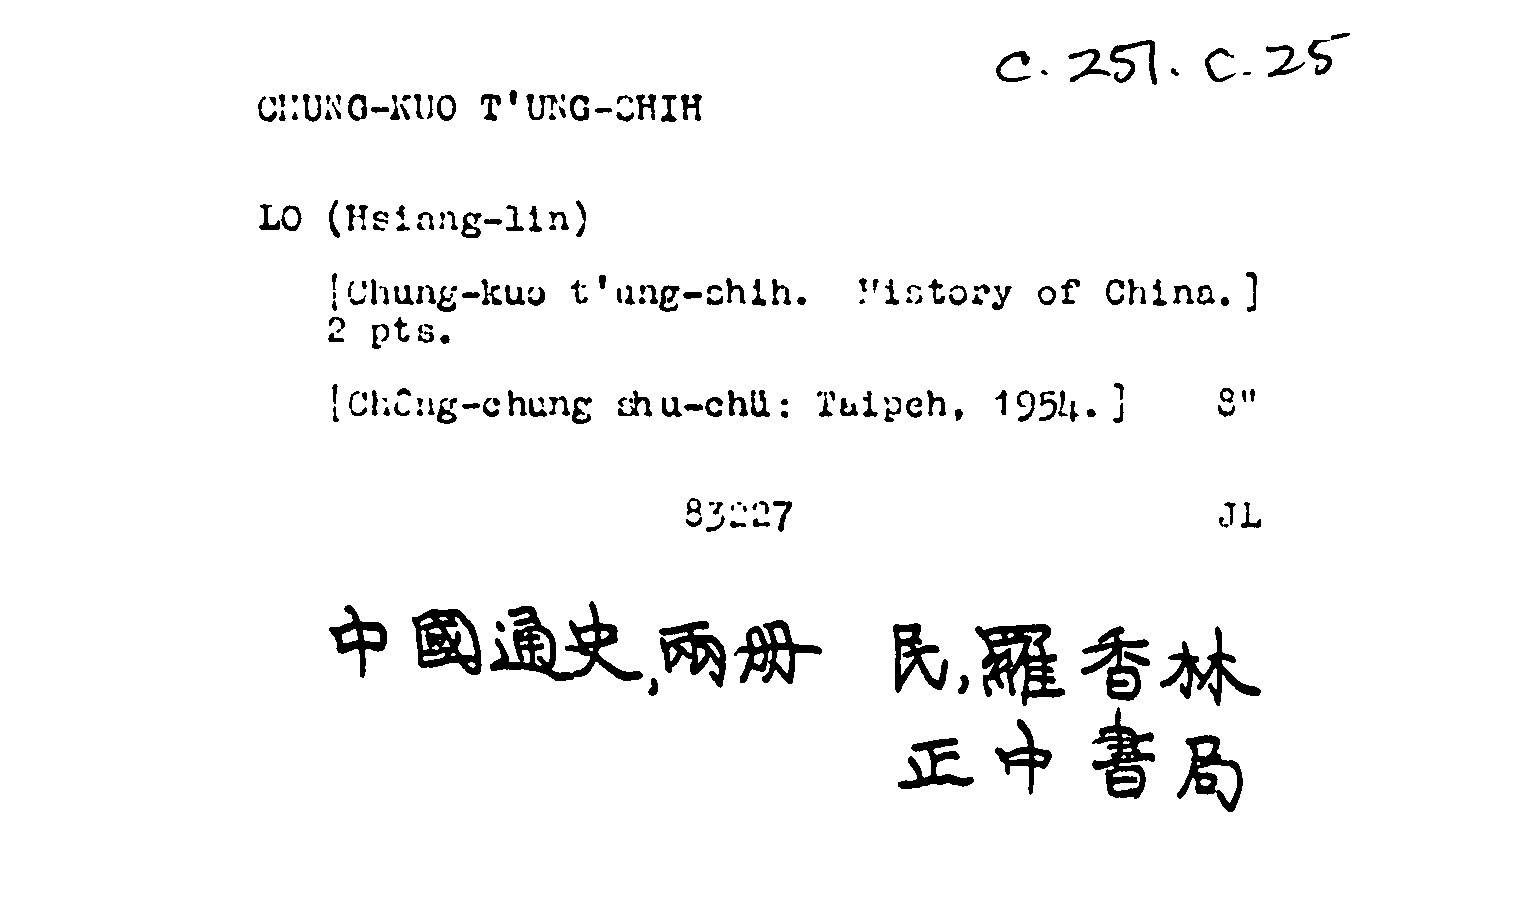 C.251.C.25
CHUNG-KUO T'UNG-SHIH
LO (Hsiang-lin)
[Chung-kuo t'ung-shih. History of China.]
2 pts.
[Chêng-chung shu-chü: Taipeh, 1954.] 8"
83227 JL
中國通史,兩册 民,羅香林
正中書局